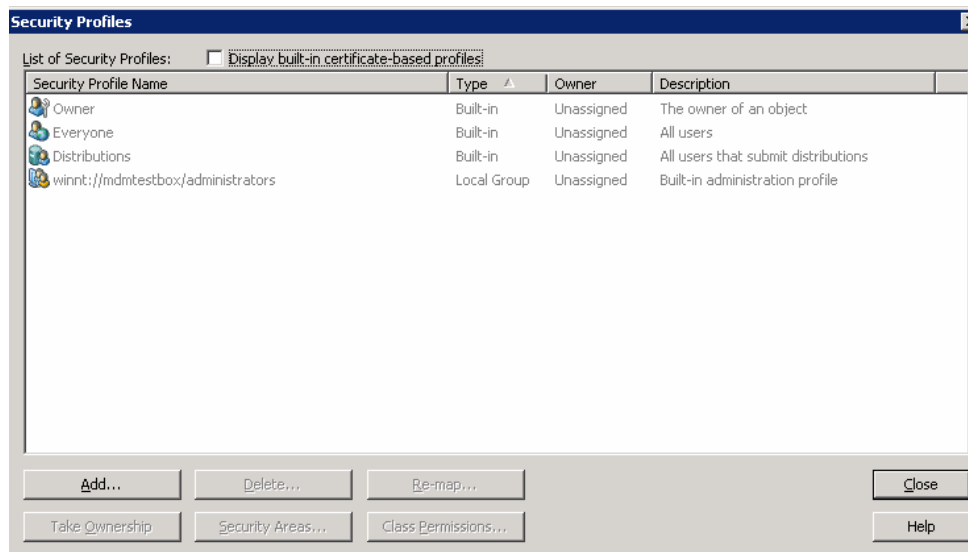 Security Profiles
List of Security Profiles: Display built-in certificate-based profiles
Security Profile Name Type Owner Description
Owner Built-in Unassigned The owner of an object
Everyone Built-in Unassigned All users
Distributions Built-in Unassigned All users that submit distributions
winnt://mdmtestbox/administrators Local Group Unassigned Built-in administration profile
Add... Delete... Re-map... Close
Take Ownership Security Areas... Class Permissions... Help